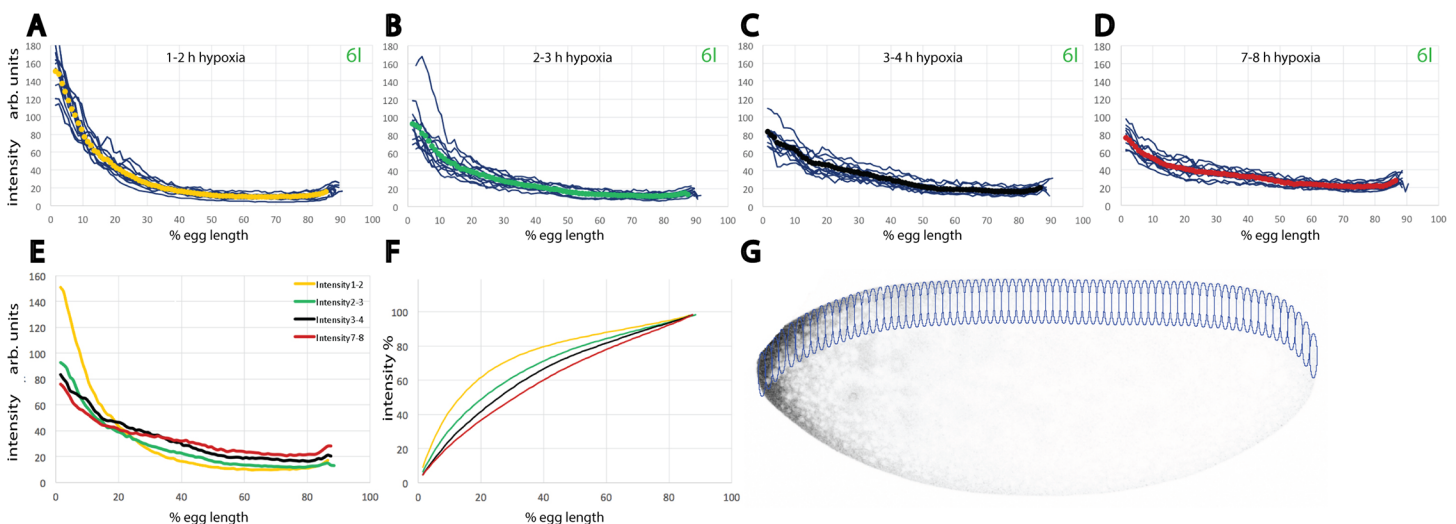 A
B
C
D
1-2 h hypoxia
6l
2-3 h hypoxia
6l
3-4 h hypoxia
6l
7-8 h hypoxia
6l
intensity arb. units
180
160
140
120
100
80
60
40
20
0
0 10 20 30 40 50 60 70 80 90 100
% egg length
180
160
140
120
100
80
60
40
20
0
0 10 20 30 40 50 60 70 80 90 100
% egg length
180
160
140
120
100
80
60
40
20
0
0 10 20 30 40 50 60 70 80 90 100
% egg length
180
160
140
120
100
80
60
40
20
0
0 10 20 30 40 50 60 70 80 90 100
% egg length
E
F
G
intensity arb. units
160
140
120
100
80
60
40
20
0
0 20 40 60 80 100
% egg length
Intensity1-2
Intensity2-3
Intensity3-4
Intensity7-8
intensity %
100
80
60
40
20
0
0 20 40 60 80 100
% egg length